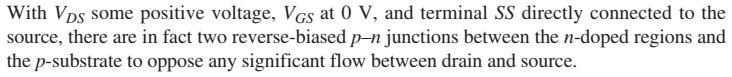 With VDS some positive voltage, VGS at 0 V, and terminal SS directly connected to the
source, there are in fact two reverse-biased p–n junctions between the n-doped regions and
the p-substrate to oppose any significant flow between drain and source.